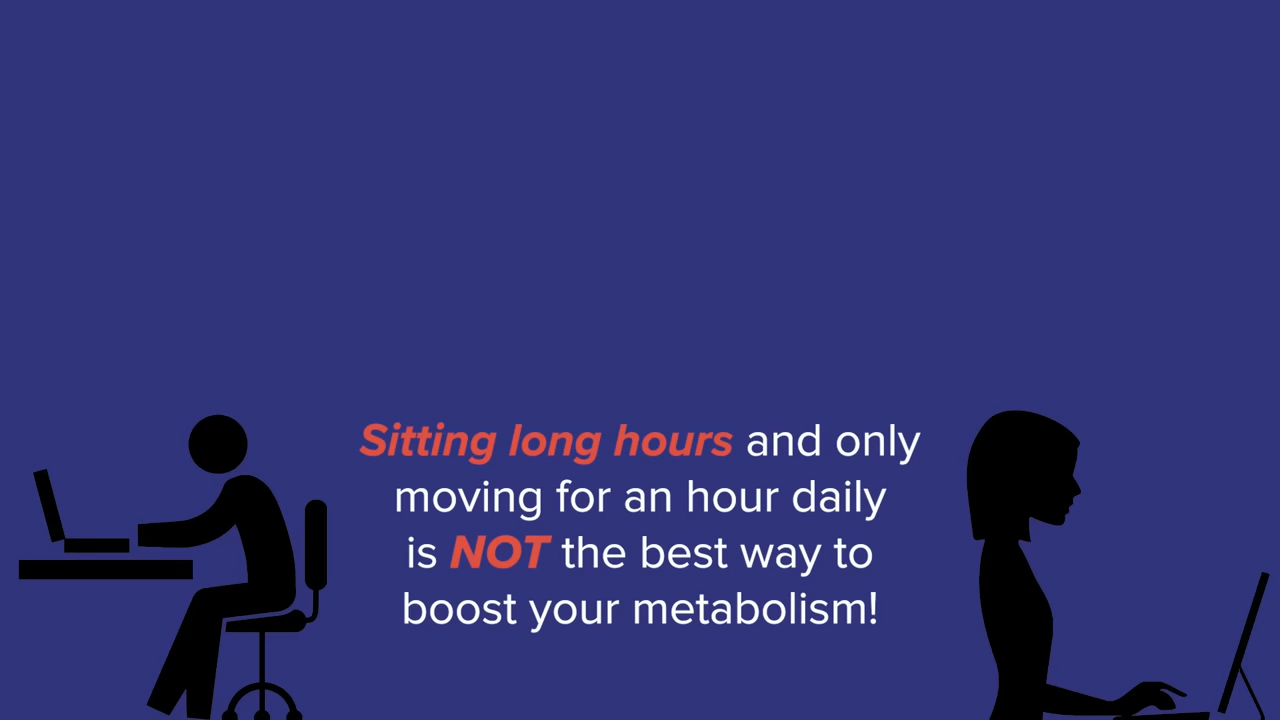 Sitting long hours and only
moving for an hour daily
is NOT the best way to
boost your metabolism!